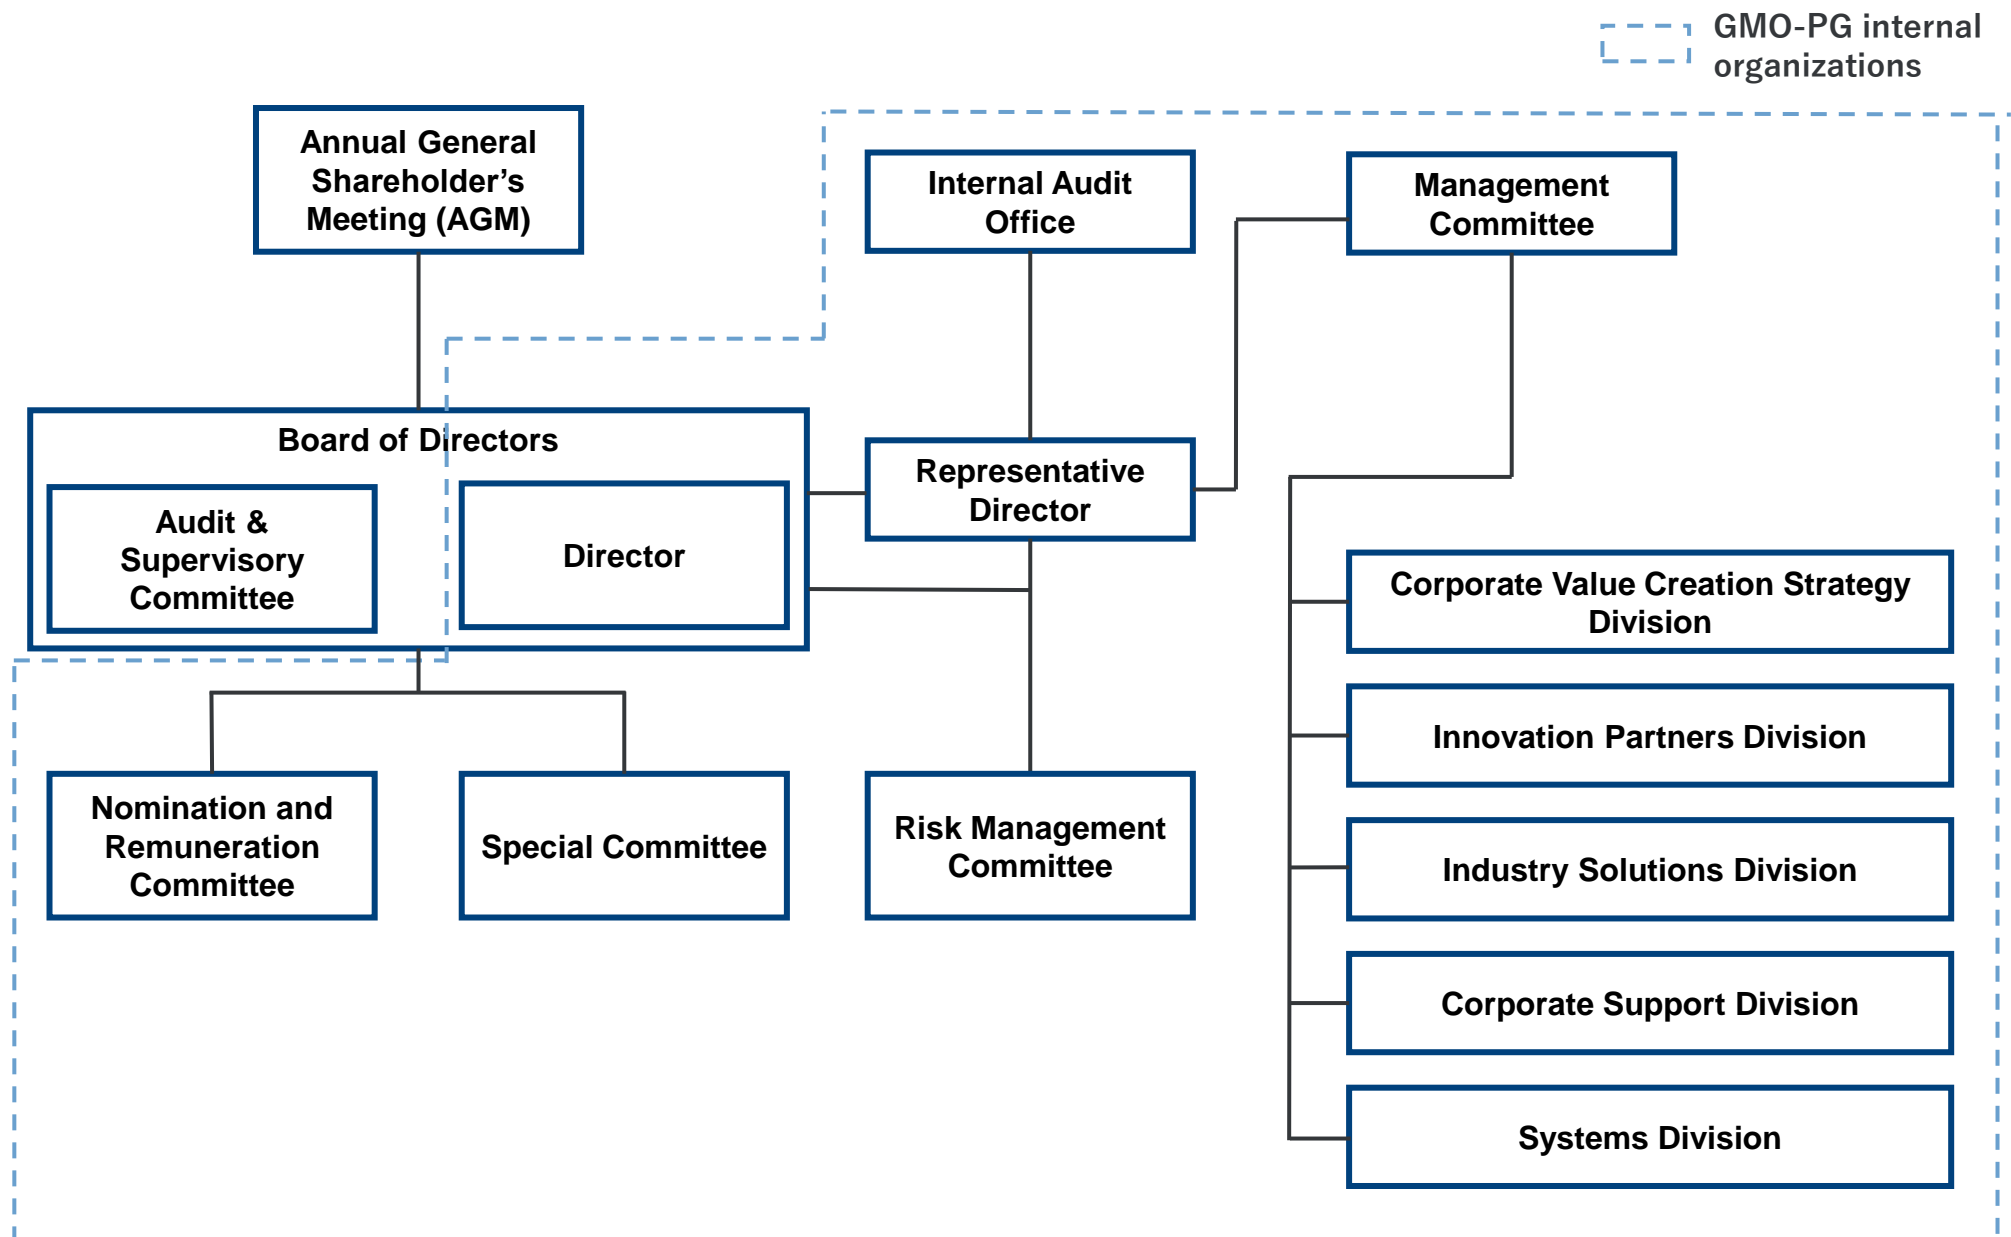 GMO-PG internal
organizations
Annual General
Shareholder’s
Meeting (AGM)
Internal Audit
Office
Management
Committee
Board of Directors
Audit &
Supervisory
Committee
Director
Representative
Director
Corporate Value Creation Strategy
Division
Innovation Partners Division
Nomination and
Remuneration
Committee
Special Committee
Risk Management
Committee
Industry Solutions Division
Corporate Support Division
Systems Division